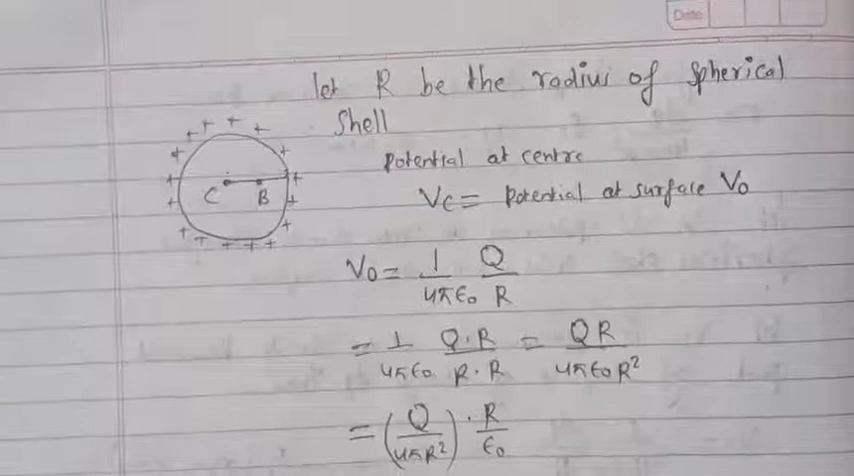 Date
let R be the radius of spherical
shell
potential at centre
Vc = potential at surface V₀
V₀ = 1/4πϵ₀ Q/R
= 1/4πϵ₀ Q·R/R·R = QR/4πϵ₀R²
= (Q/4πR²) · R/ϵ₀
+ + + + + + + + + + + + + + + + +
C B